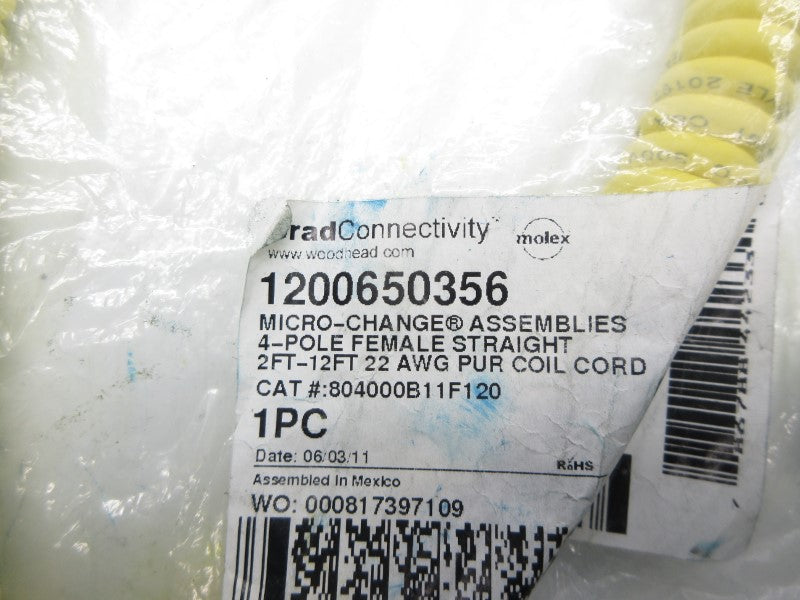 radConnectivity
molex
www.woodhead.com
1200650356
MICRO-CHANGE® ASSEMBLIES
4-POLE FEMALE STRAIGHT
2FT-12FT 22 AWG PUR COIL CORD
CAT #:804000B11F120
1PC
Date: 06/03/11
RoHS
Assembled in Mexico
WO: 000817397109